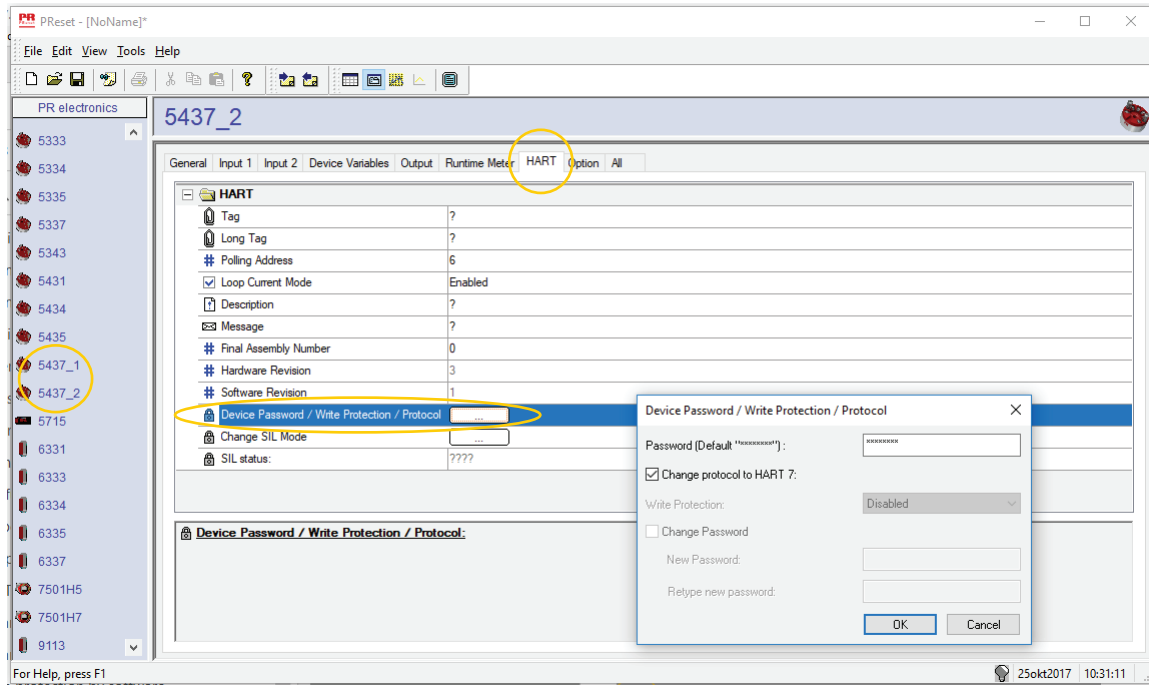 PR PReset - [NoName]*
File Edit View Tools Help
PR electronics
5333
5334
5335
5337
5343
5431
5434
5435
5437_1
5437_2
5715
6331
6333
6334
6335
6337
7501H5
7501H7
9113
5437_2
General Input 1 Input 2 Device Variables Output Runtime Meter HART Option All
HART
Tag ?
Long Tag ?
# Polling Address 6
Loop Current Mode Enabled
Description ?
Message ?
# Final Assembly Number 0
# Hardware Revision 3
# Software Revision 1
Device Password / Write Protection / Protocol ...
Change SIL Mode ...
SIL status: ????
Device Password / Write Protection / Protocol:
Device Password / Write Protection / Protocol
Password (Default "********") : ********
Change protocol to HART 7:
Write Protection: Disabled
Change Password
New Password:
Retype new password:
OK Cancel
For Help, press F1 25okt2017 10:31:11